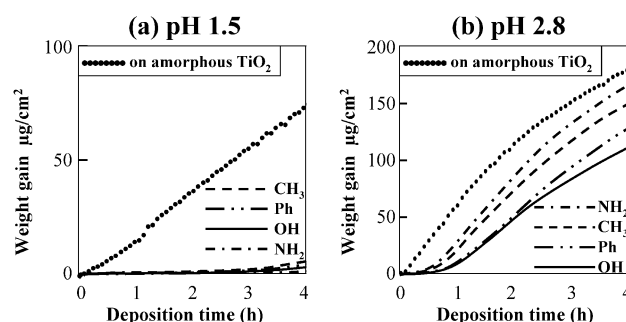 (a) pH 1.5
100
50
0
Weight gain µg/cm²
on amorphous TiO₂
CH₃
Ph
OH
NH₂
0 1 2 3 4
Deposition time (h)
(b) pH 2.8
200
150
100
50
0
Weight gain µg/cm²
on amorphous TiO₂
NH₂
CH₃
Ph
OH
0 1 2 3 4
Deposition time (h)